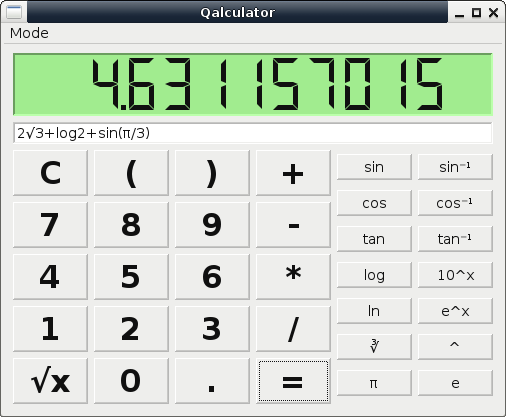 Qalculator
Mode
4.631157015
2√3+log2+sin(π/3)
C ( ) + sin sin⁻¹
7 8 9 - cos cos⁻¹
4 5 6 * tan tan⁻¹
1 2 3 / log 10^x
√x 0 . = ln e^x
∛ ^
π e